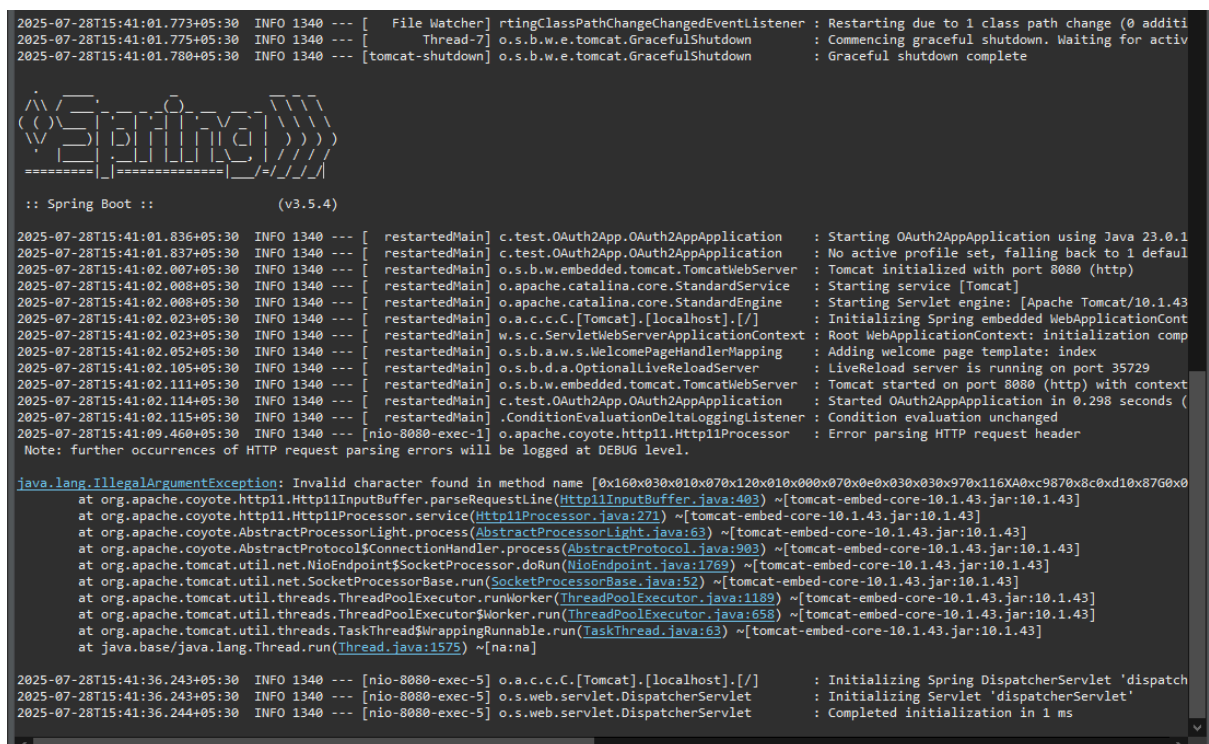 2025-07-28T15:41:01.773+05:30  INFO 1340 --- [   File Watcher] rtingClassPathChangeChangedEventListener : Restarting due to 1 class path change (0 additi
2025-07-28T15:41:01.775+05:30  INFO 1340 --- [       Thread-7] o.s.b.w.e.tomcat.GracefulShutdown        : Commencing graceful shutdown. Waiting for activ
2025-07-28T15:41:01.780+05:30  INFO 1340 --- [tomcat-shutdown] o.s.b.w.e.tomcat.GracefulShutdown        : Graceful shutdown complete
Spring
 :: Spring Boot ::                (v3.5.4)
2025-07-28T15:41:01.836+05:30  INFO 1340 --- [  restartedMain] c.test.OAuth2App.OAuth2AppApplication    : Starting OAuth2AppApplication using Java 23.0.1
2025-07-28T15:41:01.837+05:30  INFO 1340 --- [  restartedMain] c.test.OAuth2App.OAuth2AppApplication    : No active profile set, falling back to 1 defaul
2025-07-28T15:41:02.007+05:30  INFO 1340 --- [  restartedMain] o.s.b.w.embedded.tomcat.TomcatWebServer  : Tomcat initialized with port 8080 (http)
2025-07-28T15:41:02.008+05:30  INFO 1340 --- [  restartedMain] o.apache.catalina.core.StandardService   : Starting service [Tomcat]
2025-07-28T15:41:02.008+05:30  INFO 1340 --- [  restartedMain] o.apache.catalina.core.StandardEngine    : Starting Servlet engine: [Apache Tomcat/10.1.43
2025-07-28T15:41:02.023+05:30  INFO 1340 --- [  restartedMain] o.a.c.c.C.[Tomcat].[localhost].[/]       : Initializing Spring embedded WebApplicationCont
2025-07-28T15:41:02.023+05:30  INFO 1340 --- [  restartedMain] w.s.c.ServletWebServerApplicationContext : Root WebApplicationContext: initialization comp
2025-07-28T15:41:02.052+05:30  INFO 1340 --- [  restartedMain] o.s.b.a.w.s.WelcomePageHandlerMapping    : Adding welcome page template: index
2025-07-28T15:41:02.105+05:30  INFO 1340 --- [  restartedMain] o.s.b.d.a.OptionalLiveReloadServer       : LiveReload server is running on port 35729
2025-07-28T15:41:02.111+05:30  INFO 1340 --- [  restartedMain] o.s.b.w.embedded.tomcat.TomcatWebServer  : Tomcat started on port 8080 (http) with context
2025-07-28T15:41:02.114+05:30  INFO 1340 --- [  restartedMain] c.test.OAuth2App.OAuth2AppApplication    : Started OAuth2AppApplication in 0.298 seconds (
2025-07-28T15:41:02.115+05:30  INFO 1340 --- [  restartedMain] .ConditionEvaluationDeltaLoggingListener : Condition evaluation unchanged
2025-07-28T15:41:09.460+05:30  INFO 1340 --- [nio-8080-exec-1] o.apache.coyote.http11.Http11Processor   : Error parsing HTTP request header
 Note: further occurrences of HTTP request parsing errors will be logged at DEBUG level.
java.lang.IllegalArgumentException: Invalid character found in method name [0x160x030x010x070x120x010x000x070x0e0x030x030x970x116XA0xc9870x8c0xd10x87G0x0
	at org.apache.coyote.http11.Http11InputBuffer.parseRequestLine(Http11InputBuffer.java:403) ~[tomcat-embed-core-10.1.43.jar:10.1.43]
	at org.apache.coyote.http11.Http11Processor.service(Http11Processor.java:271) ~[tomcat-embed-core-10.1.43.jar:10.1.43]
	at org.apache.coyote.AbstractProcessorLight.process(AbstractProcessorLight.java:63) ~[tomcat-embed-core-10.1.43.jar:10.1.43]
	at org.apache.coyote.AbstractProtocol$ConnectionHandler.process(AbstractProtocol.java:903) ~[tomcat-embed-core-10.1.43.jar:10.1.43]
	at org.apache.tomcat.util.net.NioEndpoint$SocketProcessor.doRun(NioEndpoint.java:1769) ~[tomcat-embed-core-10.1.43.jar:10.1.43]
	at org.apache.tomcat.util.net.SocketProcessorBase.run(SocketProcessorBase.java:52) ~[tomcat-embed-core-10.1.43.jar:10.1.43]
	at org.apache.tomcat.util.threads.ThreadPoolExecutor.runWorker(ThreadPoolExecutor.java:1189) ~[tomcat-embed-core-10.1.43.jar:10.1.43]
	at org.apache.tomcat.util.threads.ThreadPoolExecutor$Worker.run(ThreadPoolExecutor.java:658) ~[tomcat-embed-core-10.1.43.jar:10.1.43]
	at org.apache.tomcat.util.threads.TaskThread$WrappingRunnable.run(TaskThread.java:63) ~[tomcat-embed-core-10.1.43.jar:10.1.43]
	at java.base/java.lang.Thread.run(Thread.java:1575) ~[na:na]
2025-07-28T15:41:36.243+05:30  INFO 1340 --- [nio-8080-exec-5] o.a.c.c.C.[Tomcat].[localhost].[/]       : Initializing Spring DispatcherServlet 'dispatch
2025-07-28T15:41:36.243+05:30  INFO 1340 --- [nio-8080-exec-5] o.s.web.servlet.DispatcherServlet        : Initializing Servlet 'dispatcherServlet'
2025-07-28T15:41:36.244+05:30  INFO 1340 --- [nio-8080-exec-5] o.s.web.servlet.DispatcherServlet        : Completed initialization in 1 ms